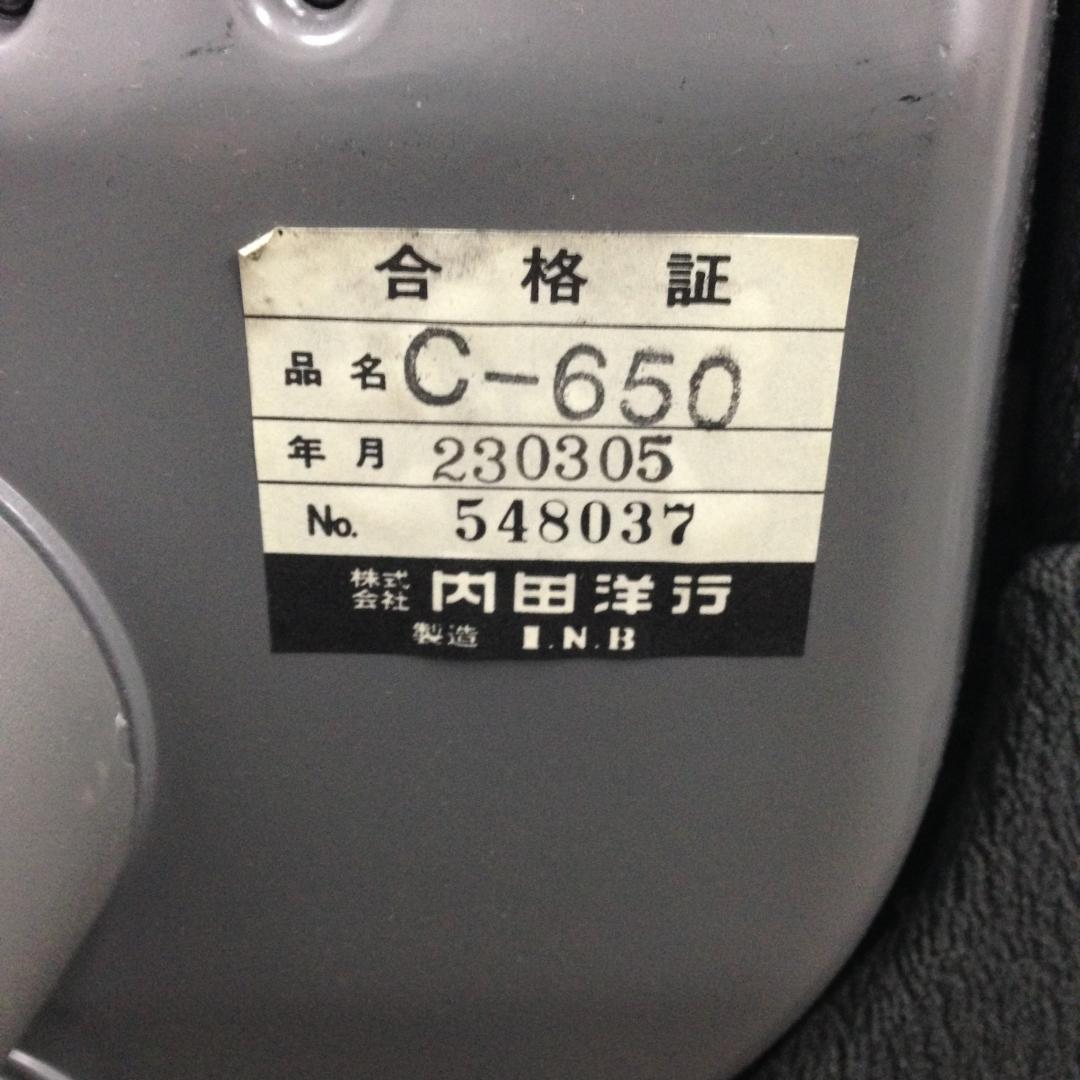 合格証
品名 C-650
年月 230305
No. 548037
株式会社 内田洋行
製造 I.N.B